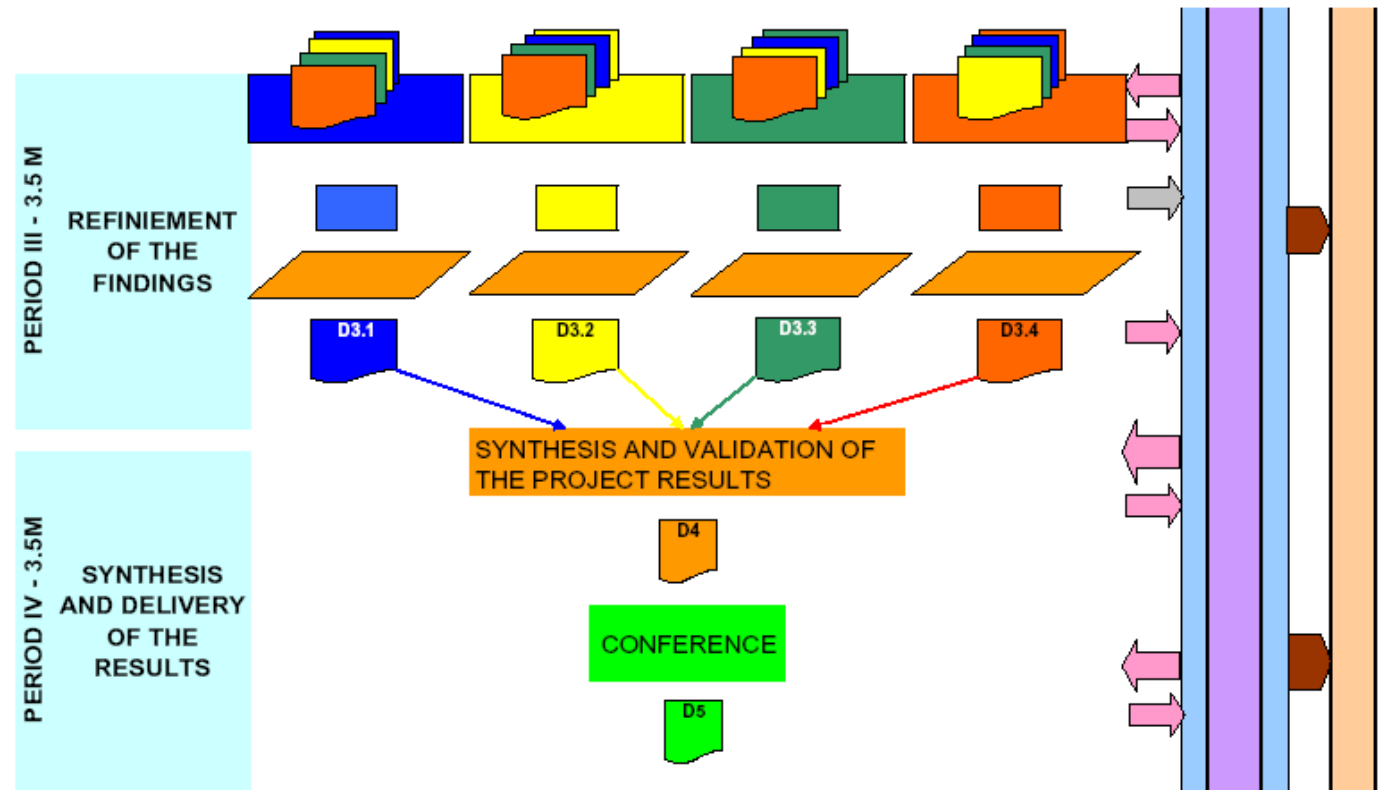 PERIOD III - 3.5 M
REFINIEMENT
OF THE
FINDINGS
D3.1
D3.2
D3.3
D3.4
SYNTHESIS AND VALIDATION OF
THE PROJECT RESULTS
PERIOD IV - 3.5M
SYNTHESIS
AND DELIVERY
OF THE
RESULTS
D4
CONFERENCE
D5